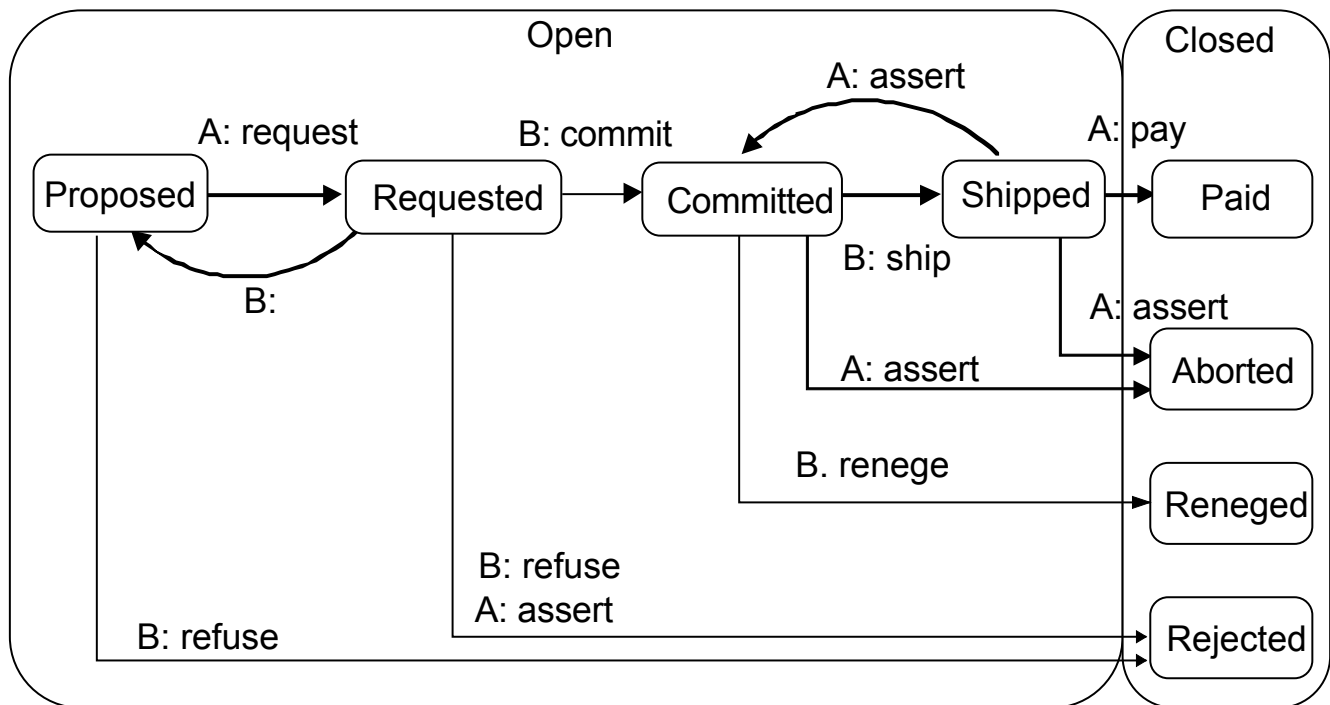 Open
Closed
A: assert
A: request
B: commit
A: pay
Proposed
Requested
Committed
Shipped
Paid
B: ship
B:
A: assert
A: assert
Aborted
B. renege
Reneged
B: refuse
A: assert
B: refuse
Rejected